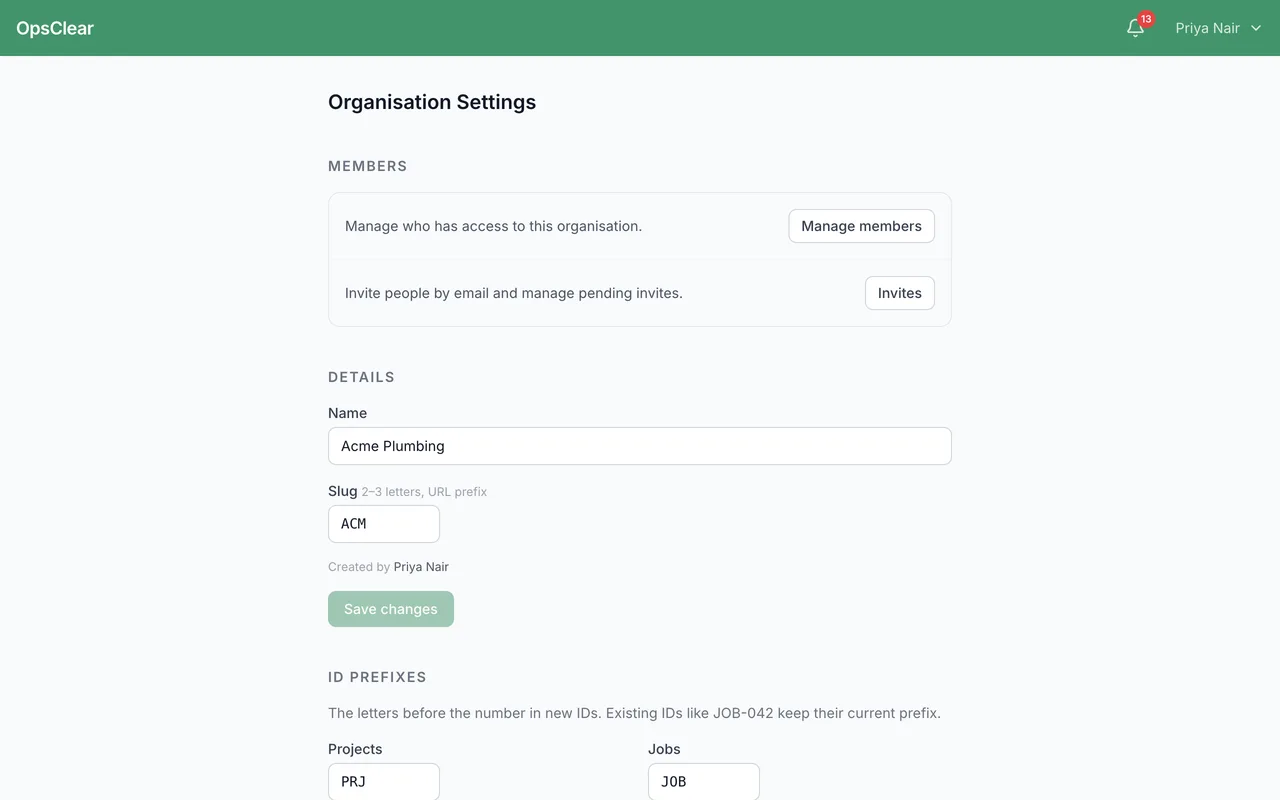 OpsClear
13
Priya Nair
Organisation Settings
MEMBERS
Manage who has access to this organisation.
Manage members
Invite people by email and manage pending invites.
Invites
DETAILS
Name
Acme Plumbing
Slug 2–3 letters, URL prefix
ACM
Created by Priya Nair
Save changes
ID PREFIXES
The letters before the number in new IDs. Existing IDs like JOB-042 keep their current prefix.
Projects
Jobs
PRJ
JOB